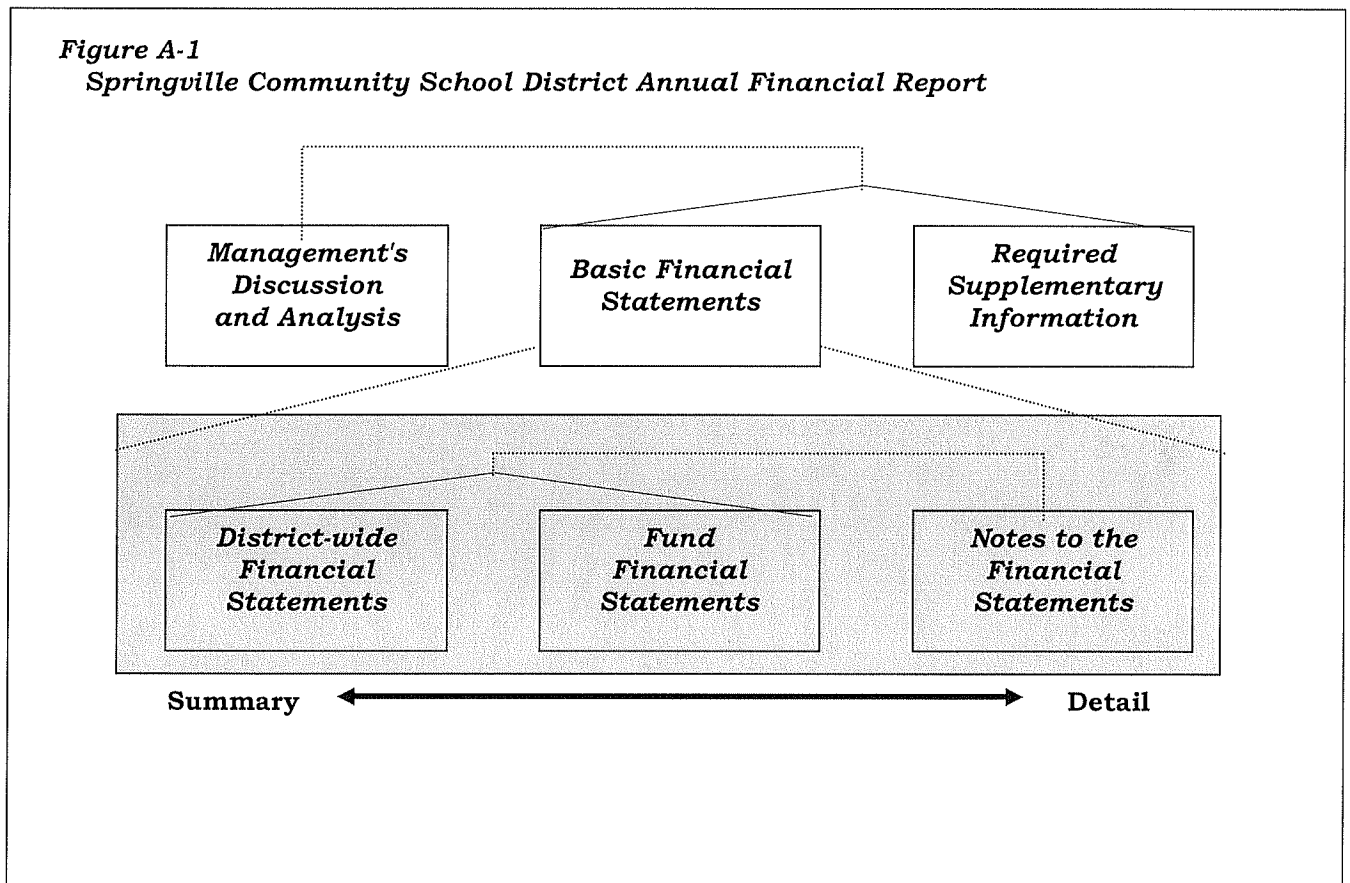 Figure A-1
Springville Community School District Annual Financial Report
Management's
Discussion
and Analysis
Basic Financial
Statements
Required
Supplementary
Information
District-wide
Financial
Statements
Fund
Financial
Statements
Notes to the
Financial
Statements
Summary
Detail